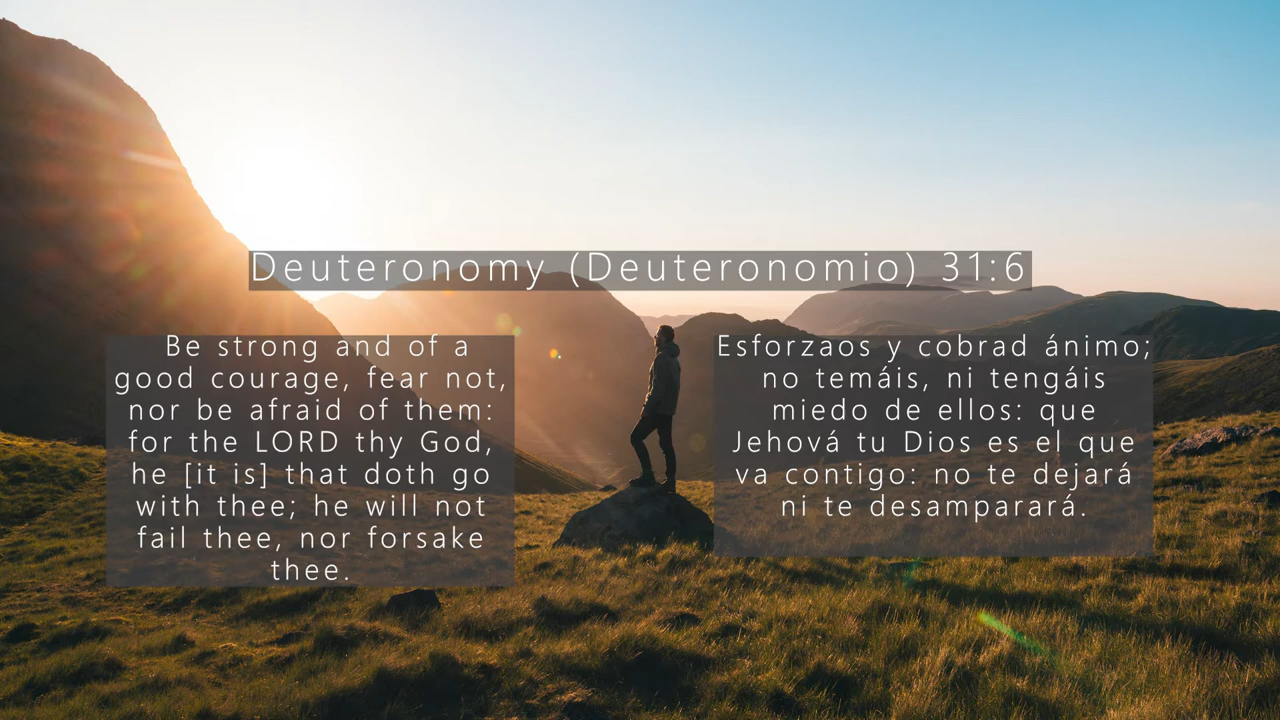 Deuteronomy (Deuteronomio) 31:6
Be strong and of a
good courage, fear not,
nor be afraid of them:
for the LORD thy God,
he [it is] that doth go
with thee; he will not
fail thee, nor forsake
thee.
Esforzaos y cobrad ánimo;
no temáis, ni tengáis
miedo de ellos: que
Jehová tu Dios es el que
va contigo: no te dejará
ni te desamparará.